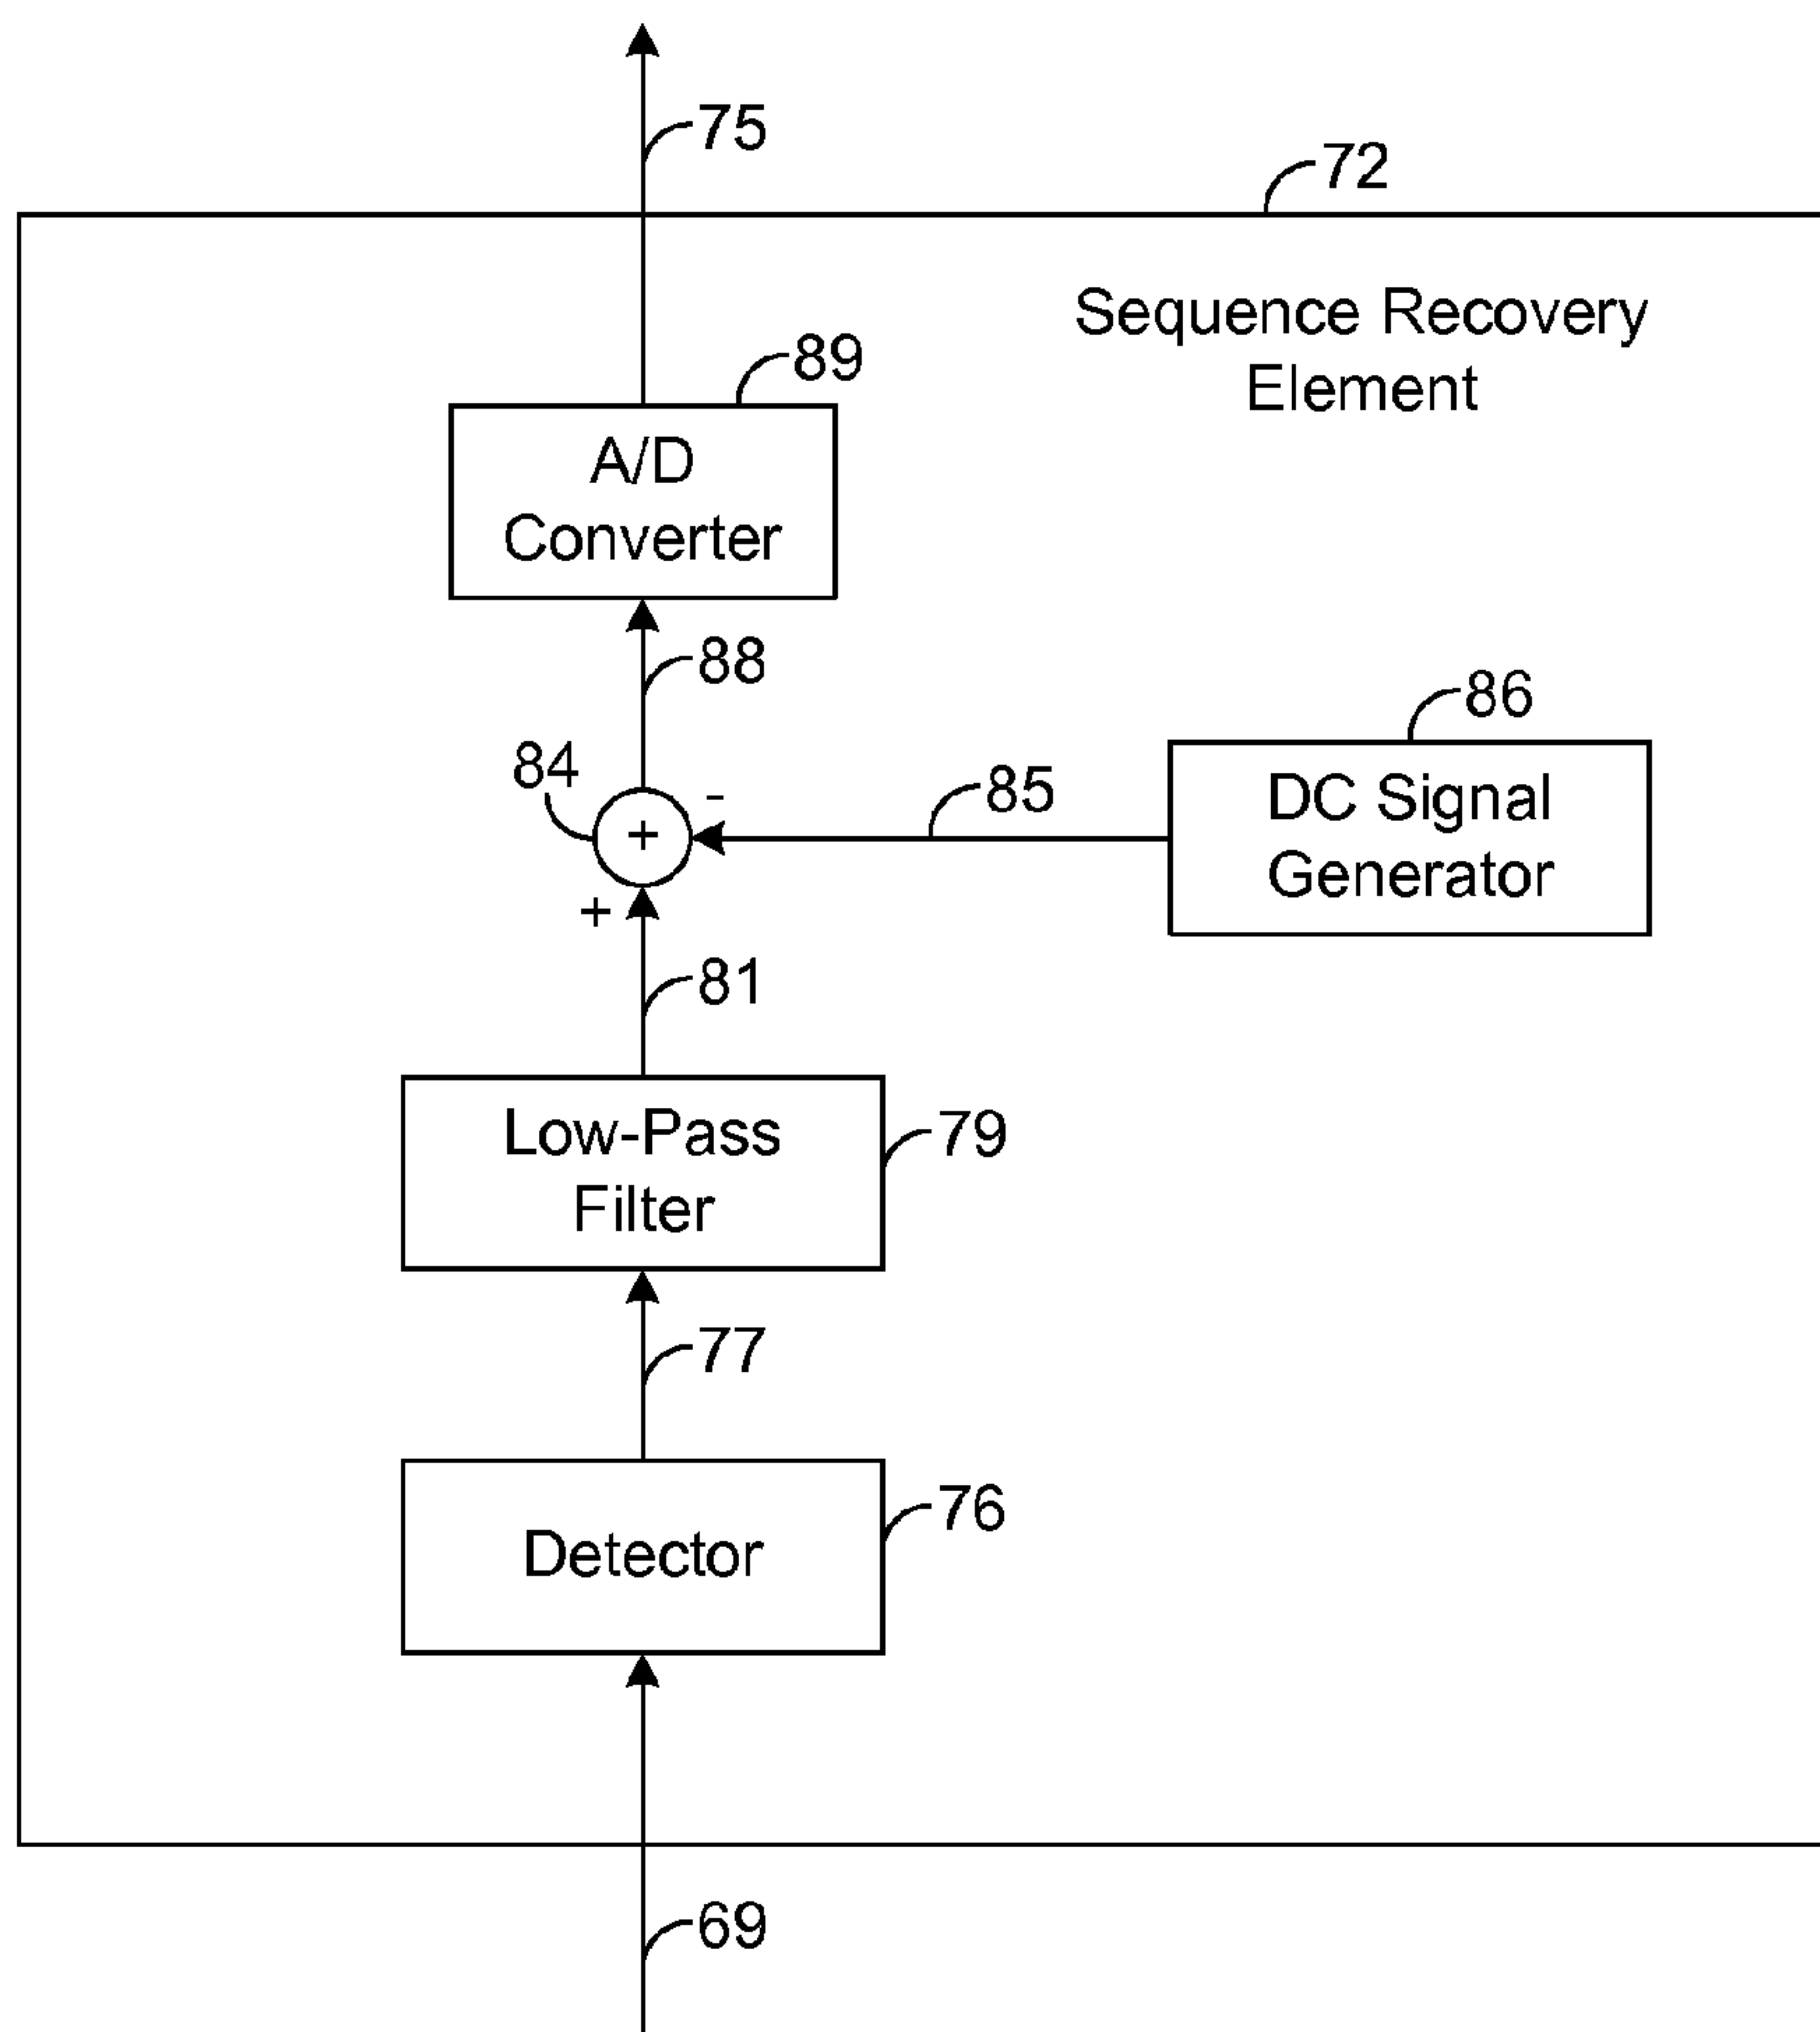 75
72
Sequence Recovery
Element
89
A/D
Converter
88
86
84
-
85
DC Signal
Generator
+
+
81
Low-Pass
Filter
79
77
76
Detector
69